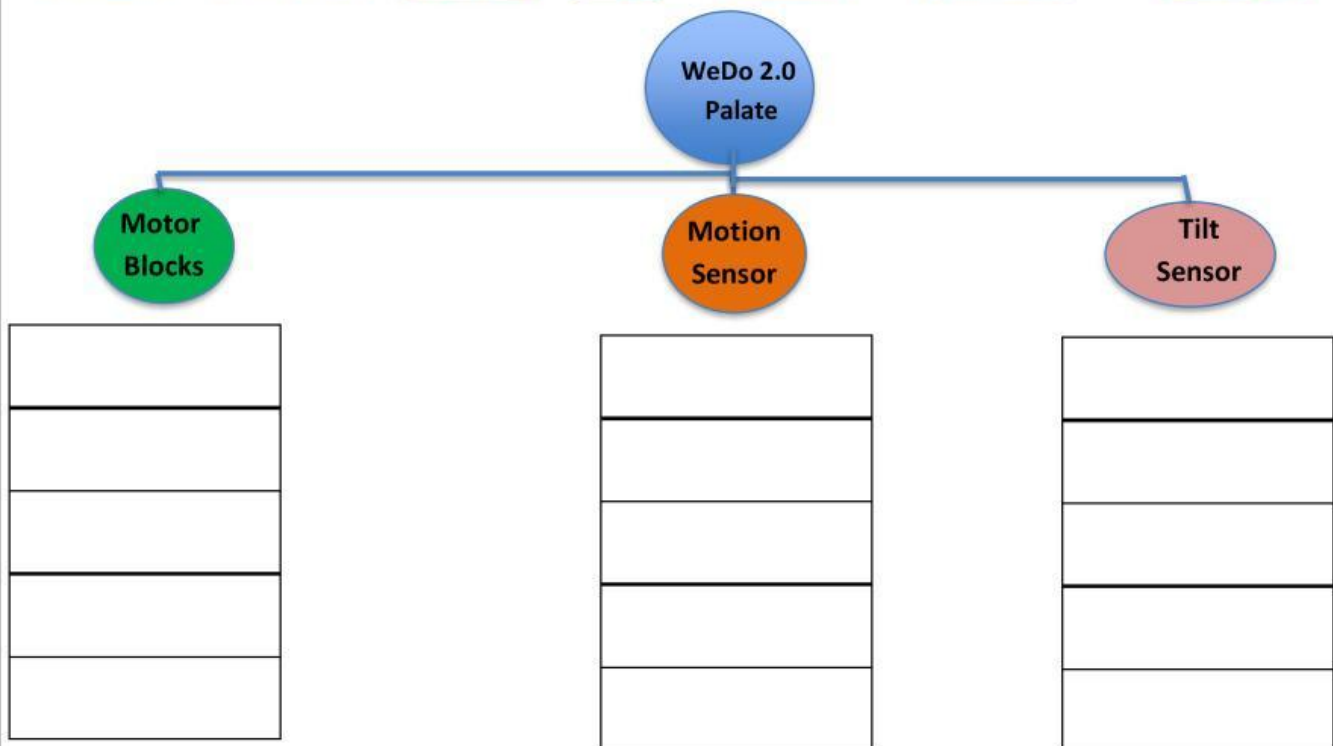 WeDo 2.0
Palate
Motor
Blocks
Motion
Sensor
Tilt
Sensor